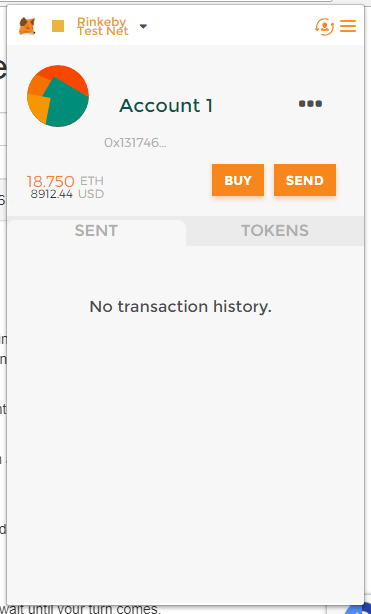 Rinkeby
Test Net
Account 1
0x131746...
18.750 ETH
8912.44 USD
BUY
SEND
SENT
TOKENS
No transaction history.
wait until your turn comes.